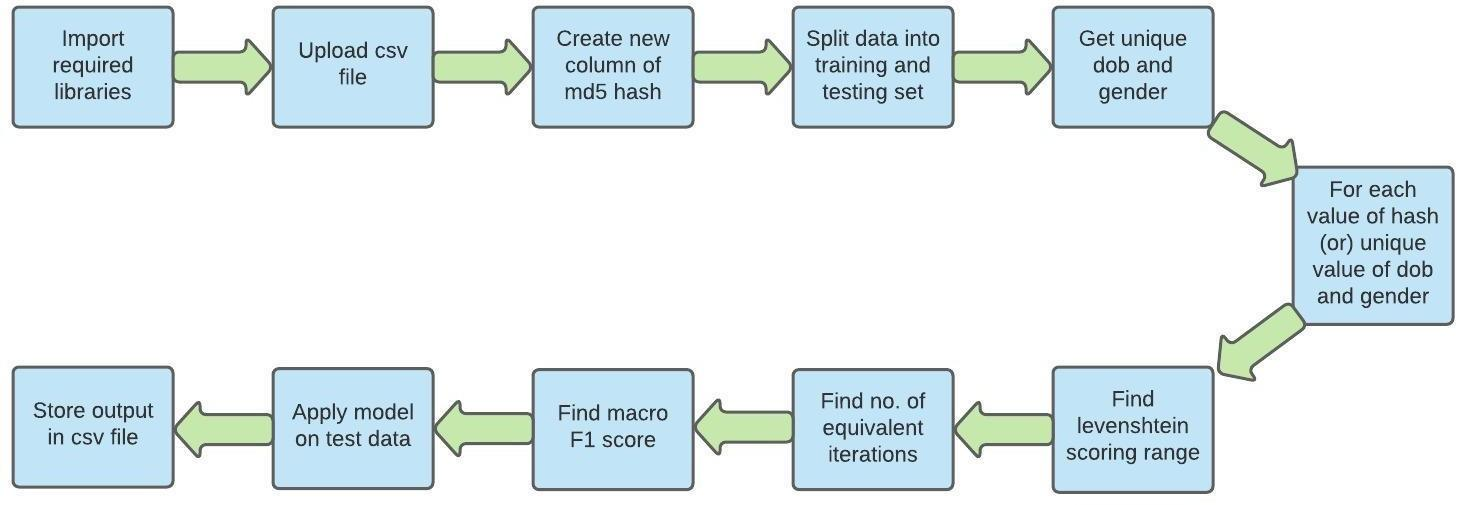 Import
required
libraries
Upload csv
file
Create new
column of
md5 hash
Split data into
training and
testing set
Get unique
dob and
gender
For each
value of hash
(or) unique
value of dob
and gender
Find
levenshtein
scoring range
Find no. of
equivalent
iterations
Find macro
F1 score
Apply model
on test data
Store output
in csv file